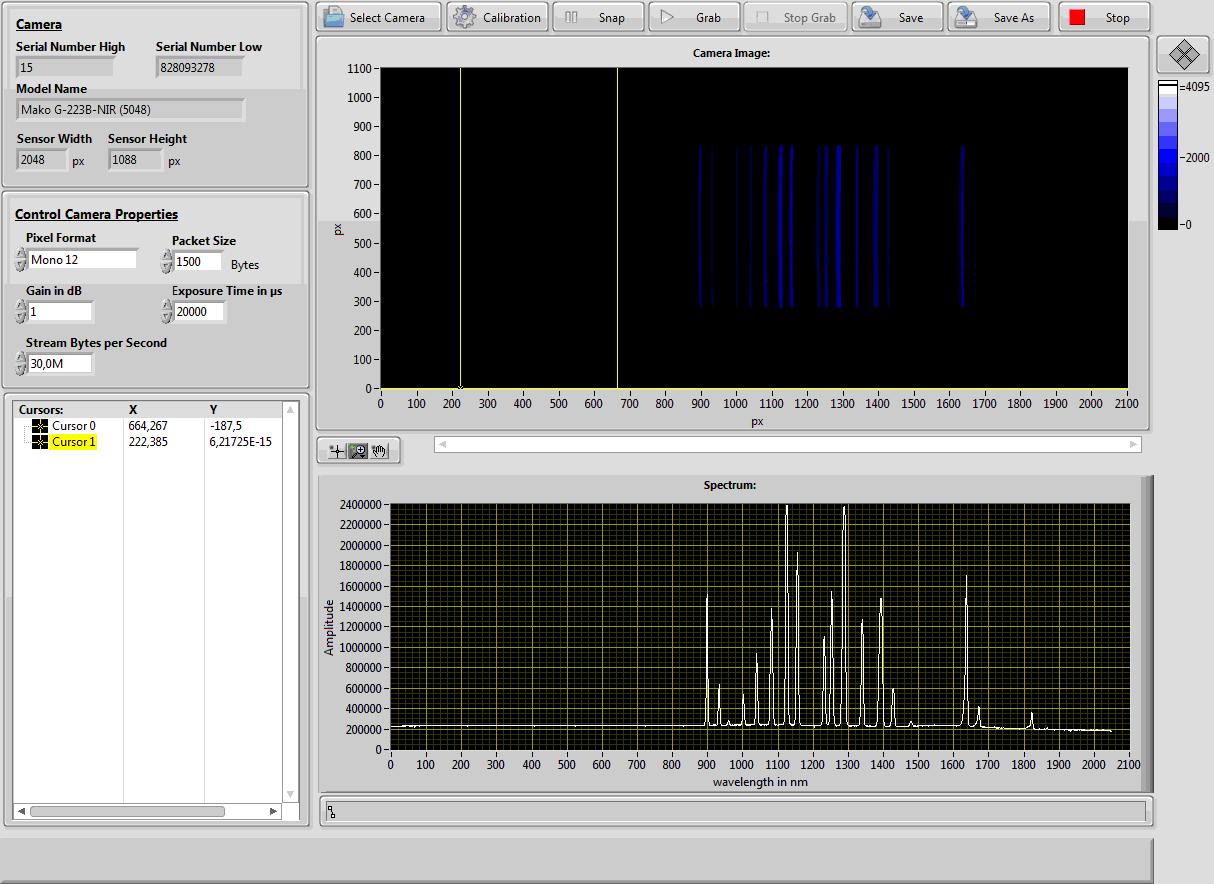 Select Camera Calibration Snap Grab Stop Grab Save Save As Stop
Camera
Serial Number High Serial Number Low
15 828093278
Model Name
Mako G-223B-NIR (5048)
Sensor Width Sensor Height
2048 px 1088 px
Control Camera Properties
Pixel Format Packet Size
Mono 12 1500 Bytes
Gain in dB Exposure Time in µs
1 20000
Stream Bytes per Second
30,0M
Cursors: X Y
Cursor 0 664,267 -187,5
Cursor 1 222,385 6,21725E-15
Camera Image:
1100
1000
900
800
700
600
500
400
300
200
100
0
px
0 100 200 300 400 500 600 700 800 900 1000 1100 1200 1300 1400 1500 1600 1700 1800 1900 2000 2100
px
4095
2000
0
Spectrum:
2400000
2200000
2000000
1800000
1600000
1400000
1200000
1000000
800000
600000
400000
200000
0
Amplitude
0 100 200 300 400 500 600 700 800 900 1000 1100 1200 1300 1400 1500 1600 1700 1800 1900 2000 2100
wavelength in nm